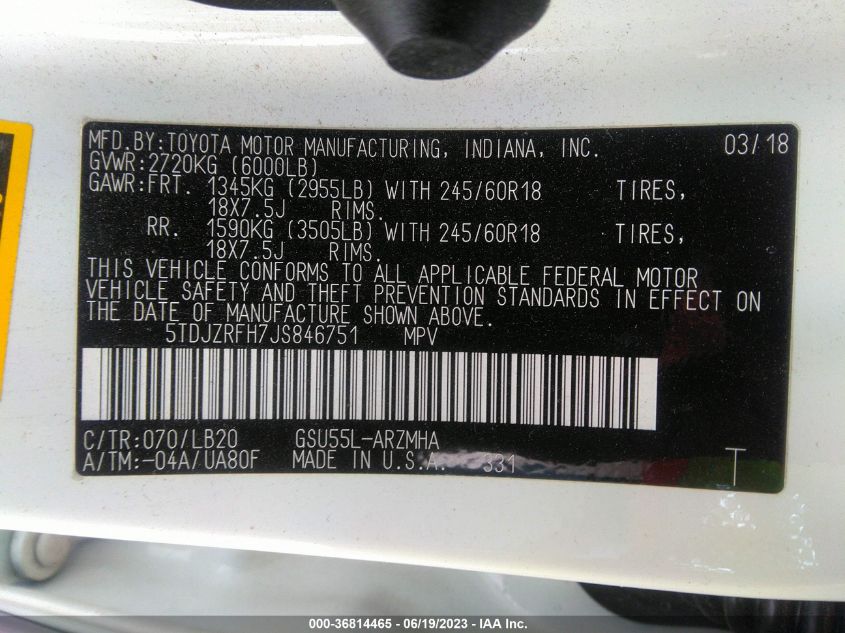 MFD.BY:TOYOTA MOTOR MANUFACTURING, INDIANA, INC. 03/18
GVWR:2720KG (6000LB)
GAWR:FRT. 1345KG (2955LB) WITH 245/60R18 TIRES,
18X7.5J RIMS.
RR. 1590KG (3505LB) WITH 245/60R18 TIRES,
18X7.5J RIMS.
THIS VEHICLE CONFORMS TO ALL APPLICABLE FEDERAL MOTOR
VEHICLE SAFETY AND THEFT PREVENTION STANDARDS IN EFFECT ON
THE DATE OF MANUFACTURE SHOWN ABOVE.
5TDJZRFH7JS846751 MPV
C/TR:070/LB20 GSU55L-ARZMHA
A/TM:-04A/UA80F MADE IN U.S.A. 331
T
000-36814465 - 06/19/2023 - IAA Inc.